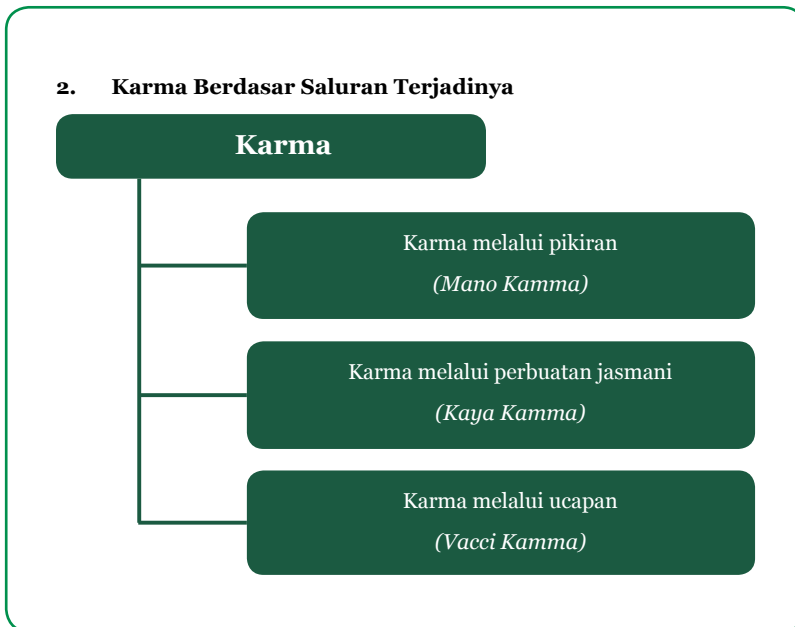 2. Karma Berdasar Saluran Terjadinya
Karma
Karma melalui pikiran
(Mano Kamma)
Karma melalui perbuatan jasmani
(Kaya Kamma)
Karma melalui ucapan
(Vacci Kamma)